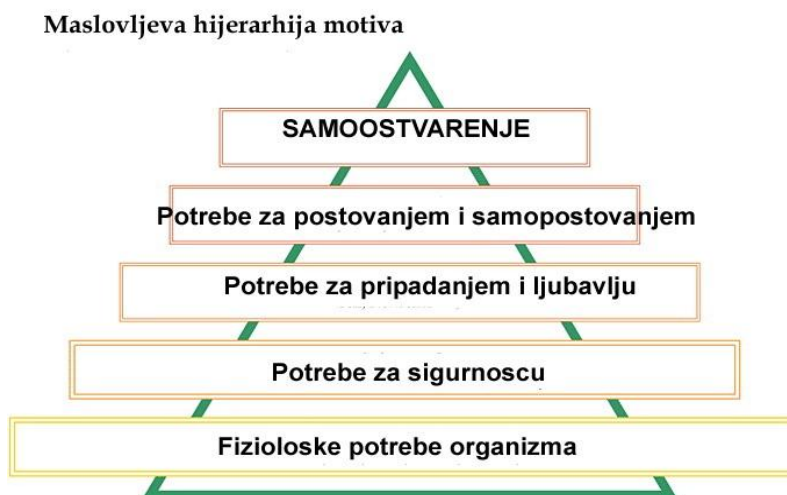 Maslovljeva hijerarhija motiva
SAMOOSTVARENJE
Potrebe za postovanjem i samopostovanjem
Potrebe za pripadanjem i ljubavlju
Potrebe za sigurnoscu
Fizioloske potrebe organizma